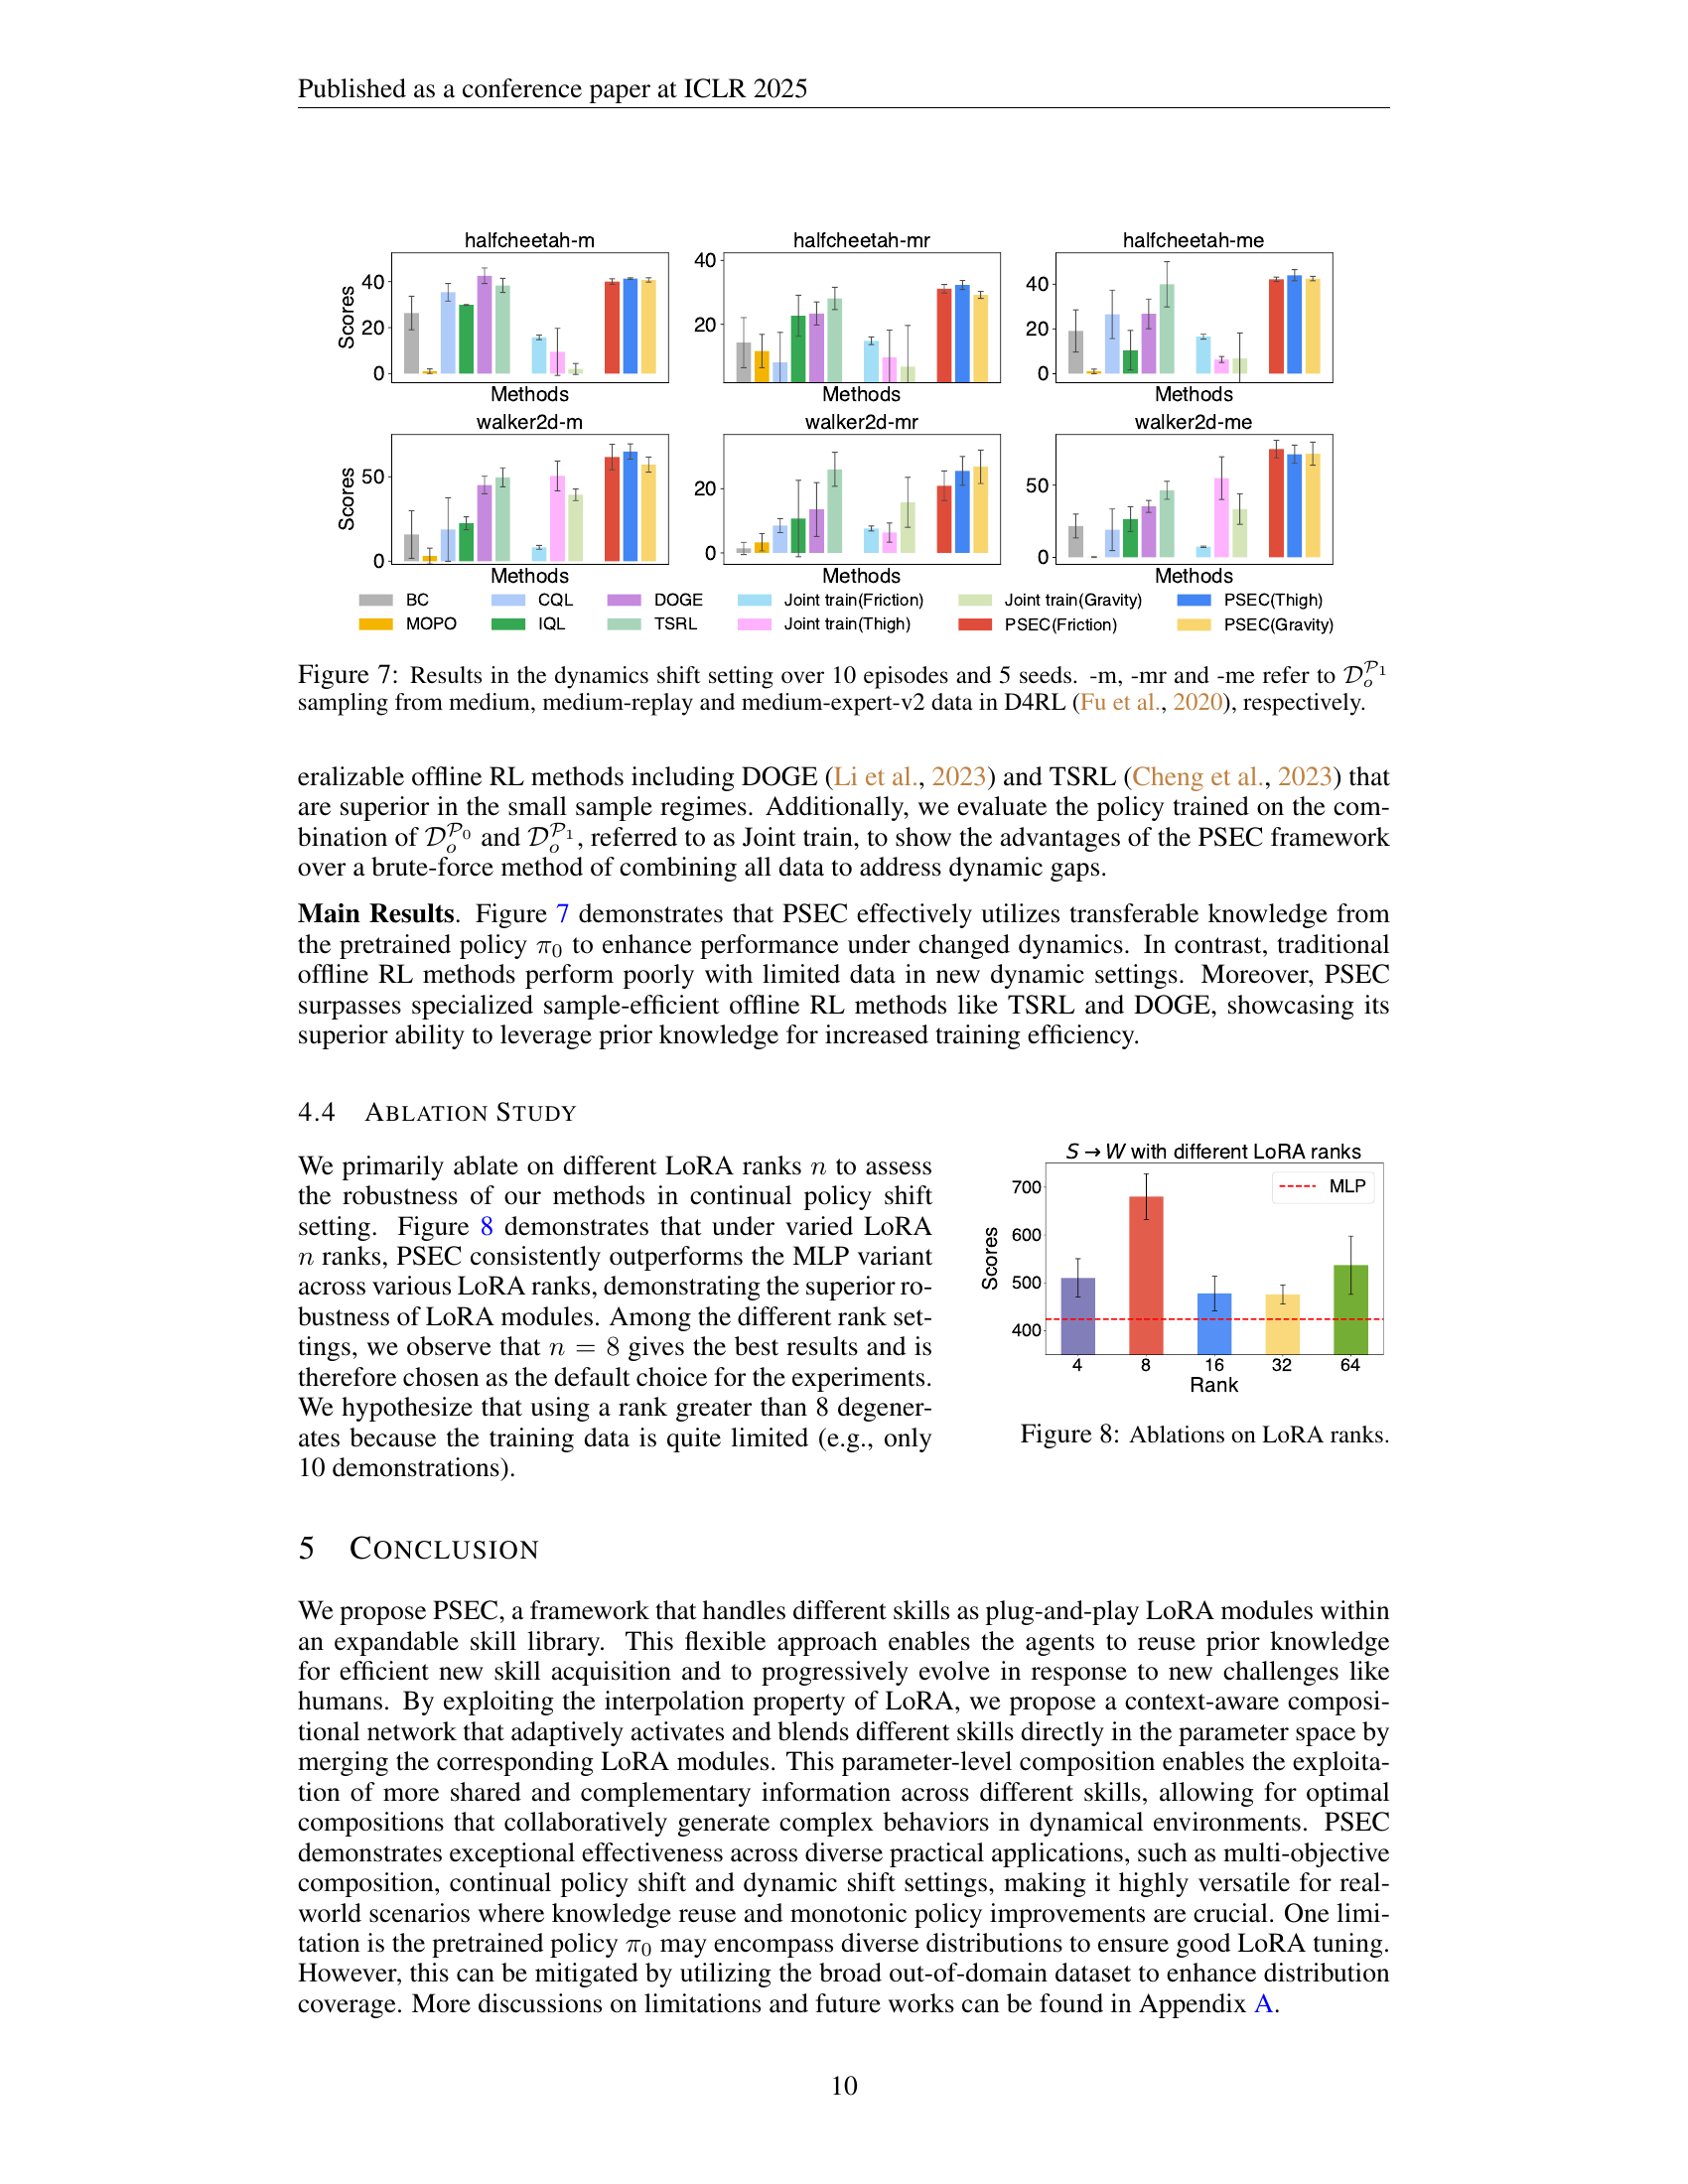 Published as a conference paper at ICLR 2025
halfcheetah-m
halfcheetah-mr
halfcheetah-me
Scores
40
20
0
40
20
40
20
0
Methods
Methods
Methods
walker2d-m
walker2d-mr
walker2d-me
Scores
50
0
20
0
50
0
Methods
Methods
Methods
BC
CQL
DOGE
Joint train(Friction)
Joint train(Gravity)
PSEC(Thigh)
MOPO
IQL
TSRL
Joint train(Thigh)
PSEC(Friction)
PSEC(Gravity)
Figure 7: Results in the dynamics shift setting over 10 episodes and 5 seeds. -m, -mr and -me refer to 𝒟ₒ^𝒫₁
sampling from medium, medium-replay and medium-expert-v2 data in D4RL (Fu et al., 2020), respectively.
eralizable offline RL methods including DOGE (Li et al., 2023) and TSRL (Cheng et al., 2023) that
are superior in the small sample regimes. Additionally, we evaluate the policy trained on the com-
bination of 𝒟ₒ^𝒫₀ and 𝒟ₒ^𝒫₁, referred to as Joint train, to show the advantages of the PSEC framework
over a brute-force method of combining all data to address dynamic gaps.
Main Results. Figure 7 demonstrates that PSEC effectively utilizes transferable knowledge from
the pretrained policy π₀ to enhance performance under changed dynamics. In contrast, traditional
offline RL methods perform poorly with limited data in new dynamic settings. Moreover, PSEC
surpasses specialized sample-efficient offline RL methods like TSRL and DOGE, showcasing its
superior ability to leverage prior knowledge for increased training efficiency.
4.4 ABLATION STUDY
We primarily ablate on different LoRA ranks n to assess
the robustness of our methods in continual policy shift
setting. Figure 8 demonstrates that under varied LoRA
n ranks, PSEC consistently outperforms the MLP variant
across various LoRA ranks, demonstrating the superior ro-
bustness of LoRA modules. Among the different rank set-
tings, we observe that n = 8 gives the best results and is
therefore chosen as the default choice for the experiments.
We hypothesize that using a rank greater than 8 degener-
ates because the training data is quite limited (e.g., only
10 demonstrations).
S → W with different LoRA ranks
MLP
Scores
700
600
500
400
4
8
16
32
64
Rank
Figure 8: Ablations on LoRA ranks.
5 CONCLUSION
We propose PSEC, a framework that handles different skills as plug-and-play LoRA modules within
an expandable skill library. This flexible approach enables the agents to reuse prior knowledge
for efficient new skill acquisition and to progressively evolve in response to new challenges like
humans. By exploiting the interpolation property of LoRA, we propose a context-aware composi-
tional network that adaptively activates and blends different skills directly in the parameter space by
merging the corresponding LoRA modules. This parameter-level composition enables the exploita-
tion of more shared and complementary information across different skills, allowing for optimal
compositions that collaboratively generate complex behaviors in dynamical environments. PSEC
demonstrates exceptional effectiveness across diverse practical applications, such as multi-objective
composition, continual policy shift and dynamic shift settings, making it highly versatile for real-
world scenarios where knowledge reuse and monotonic policy improvements are crucial. One limi-
tation is the pretrained policy π₀ may encompass diverse distributions to ensure good LoRA tuning.
However, this can be mitigated by utilizing the broad out-of-domain dataset to enhance distribution
coverage. More discussions on limitations and future works can be found in Appendix A.
10